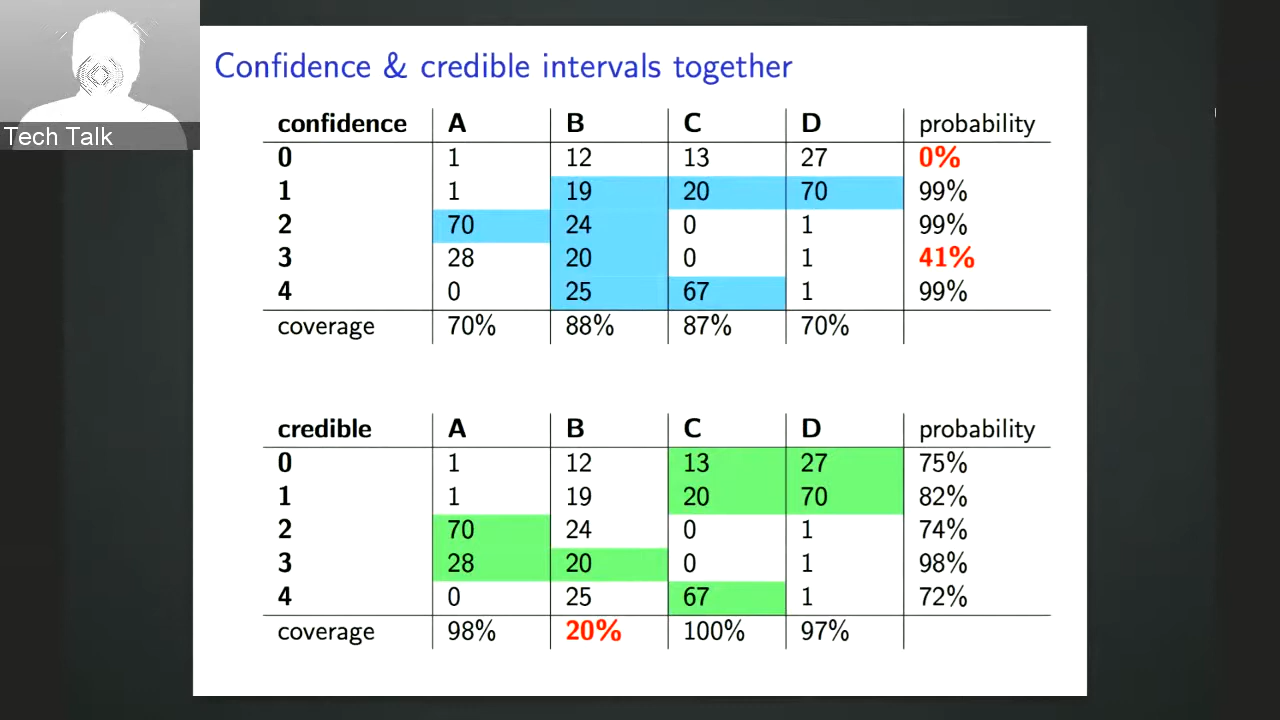 Tech Talk
Confidence & credible intervals together
confidence A B C D probability
0 1 12 13 27 0%
1 1 19 20 70 99%
2 70 24 0 1 99%
3 28 20 0 1 41%
4 0 25 67 1 99%
coverage 70% 88% 87% 70%
credible A B C D probability
0 1 12 13 27 75%
1 1 19 20 70 82%
2 70 24 0 1 74%
3 28 20 0 1 98%
4 0 25 67 1 72%
coverage 98% 20% 100% 97%